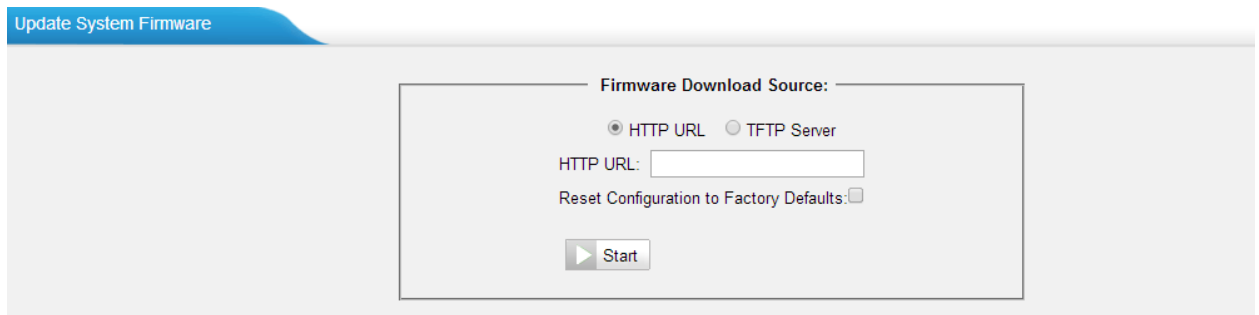 Update System Firmware
Firmware Download Source:
HTTP URL TFTP Server
HTTP URL:
Reset Configuration to Factory Defaults:
Start